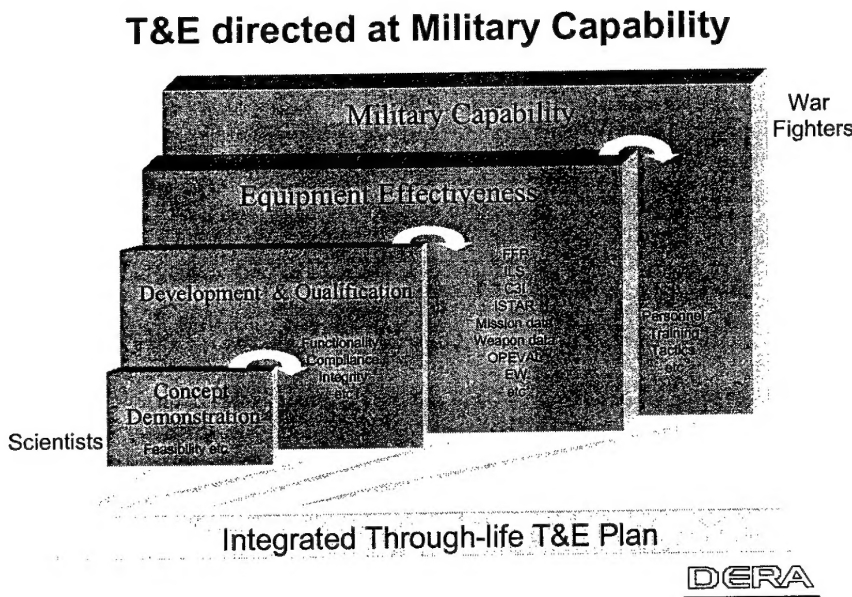 T&E directed at Military Capability
War
Fighters
Military Capability
Equipment Effectiveness
ILS
C3I
ISTAR
Mission data
Weapon data
OPEVAL
EW
etc
Personnel
Training
Tactics
etc
Development & Qualification
Functionality
Compliance
Integrity
etc
Concept
Demonstration
Feasibility etc
Scientists
Integrated Through-life T&E Plan
DERA